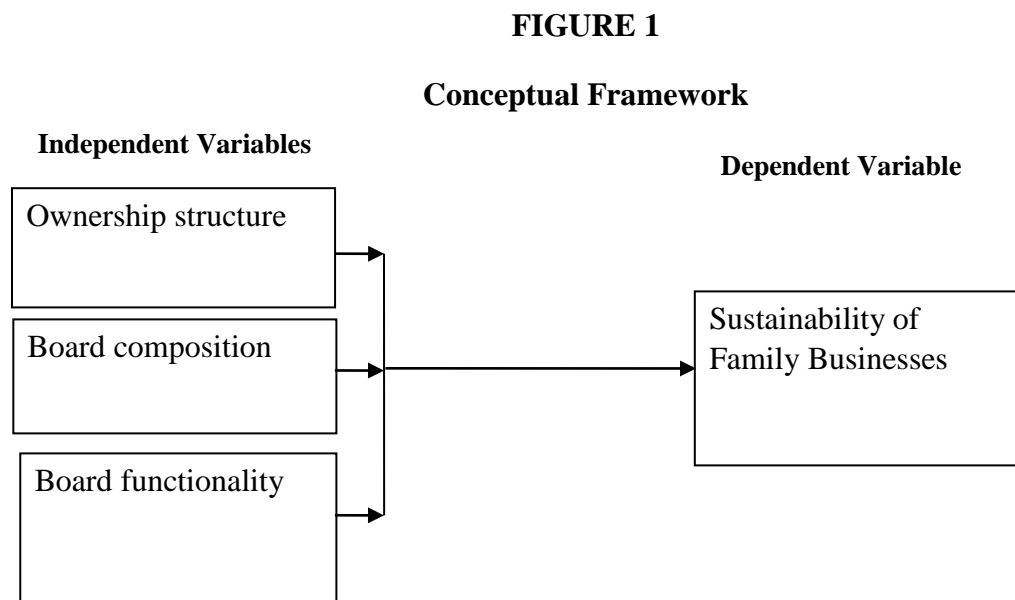 FIGURE 1
Conceptual Framework
Independent Variables
Dependent Variable
Ownership structure
Board composition
Board functionality
Sustainability of
Family Businesses